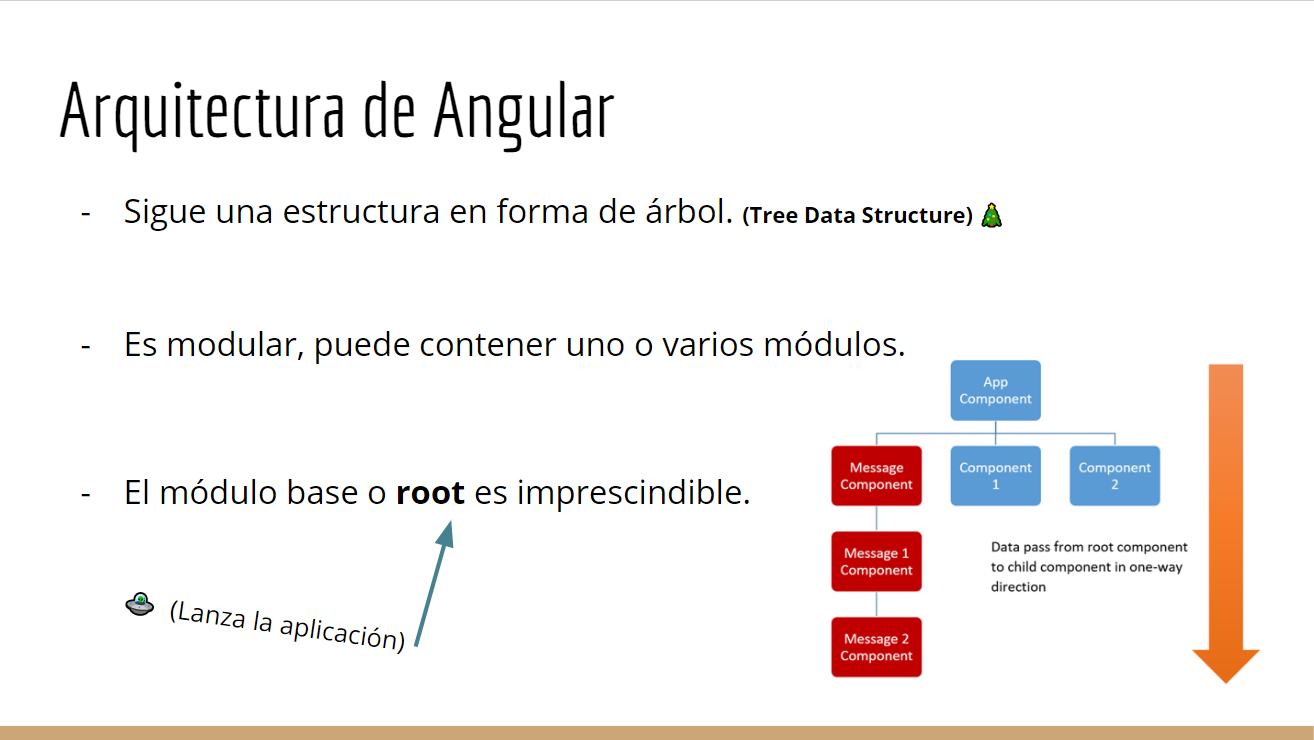 Arquitectura de Angular
- Sigue una estructura en forma de árbol. (Tree Data Structure)
- Es modular, puede contener uno o varios módulos.
- El módulo base o root es imprescindible.
(Lanza la aplicación)
App
Component
Message
Component
Component
1
Component
2
Message 1
Component
Message 2
Component
Data pass from root component
to child component in one-way
direction